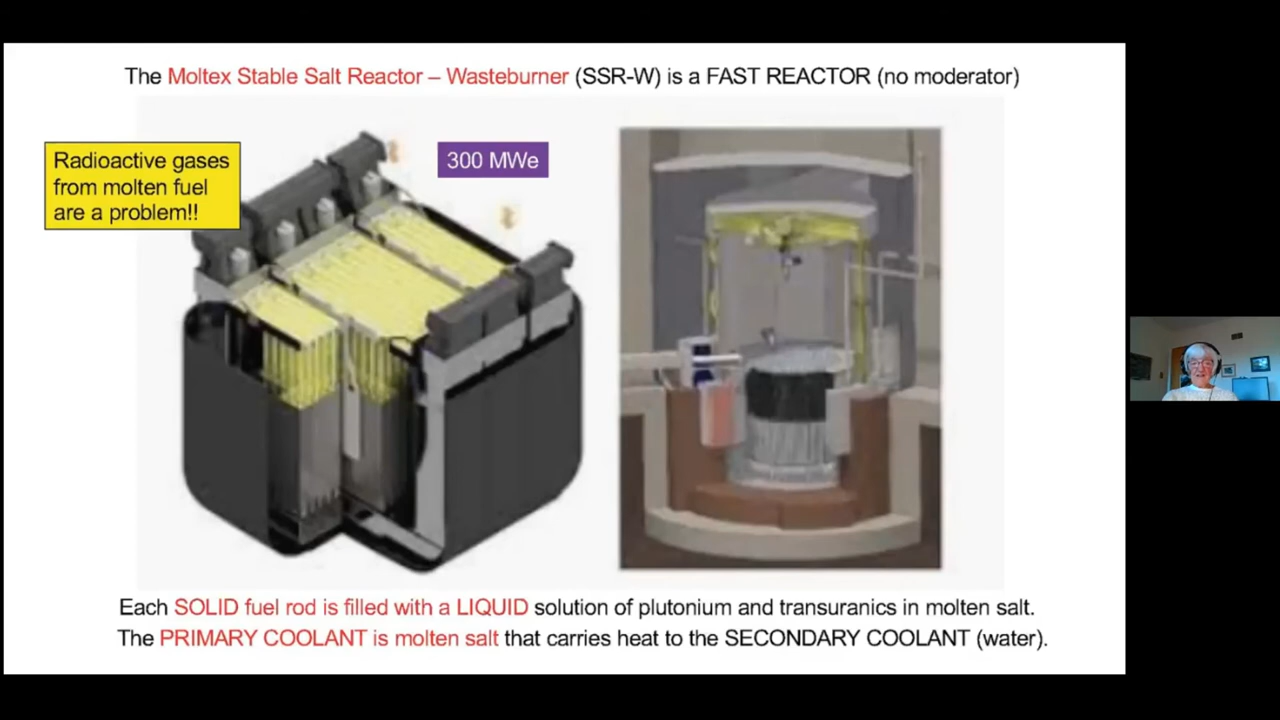 The Moltex Stable Salt Reactor – Wasteburner (SSR-W) is a FAST REACTOR (no moderator)
Radioactive gases
from molten fuel
are a problem!!
300 MWe
Each SOLID fuel rod is filled with a LIQUID solution of plutonium and transuranics in molten salt.
The PRIMARY COOLANT is molten salt that carries heat to the SECONDARY COOLANT (water).